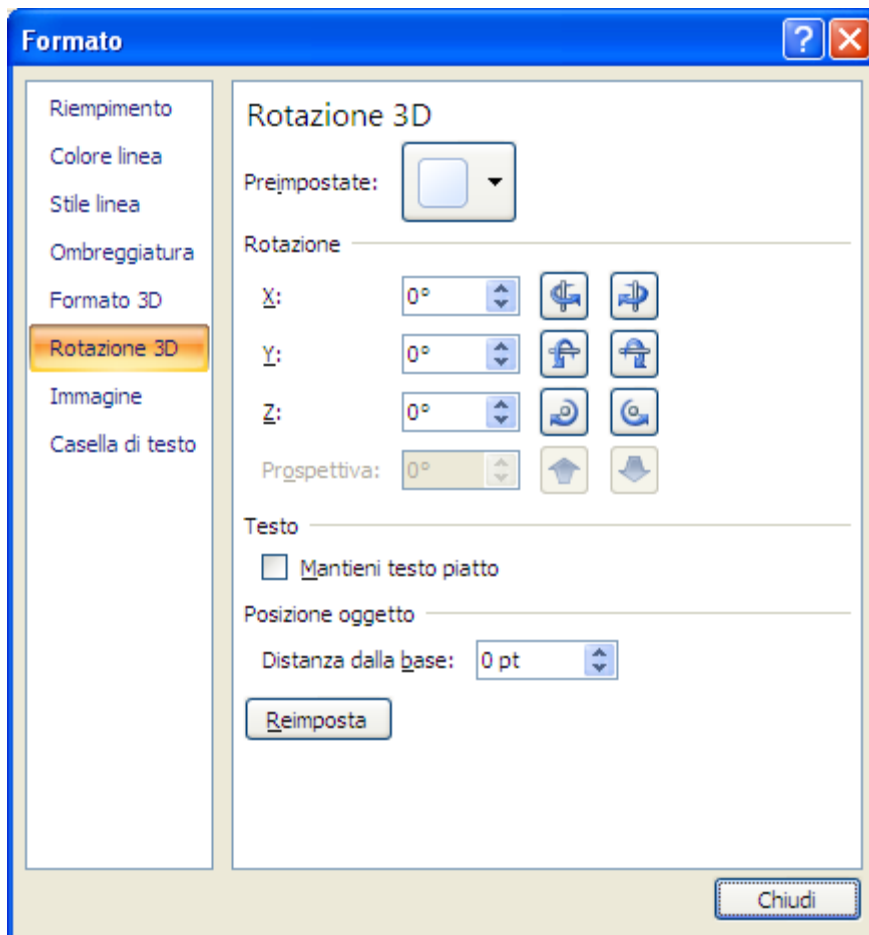 Formato
Riempimento
Colore linea
Stile linea
Ombreggiatura
Formato 3D
Rotazione 3D
Immagine
Casella di testo
Rotazione 3D
Preimpostate:
Rotazione
X: 0°
Y: 0°
Z: 0°
Prospettiva: 0°
Testo
Mantieni testo piatto
Posizione oggetto
Distanza dalla base: 0 pt
Reimposta
Chiudi